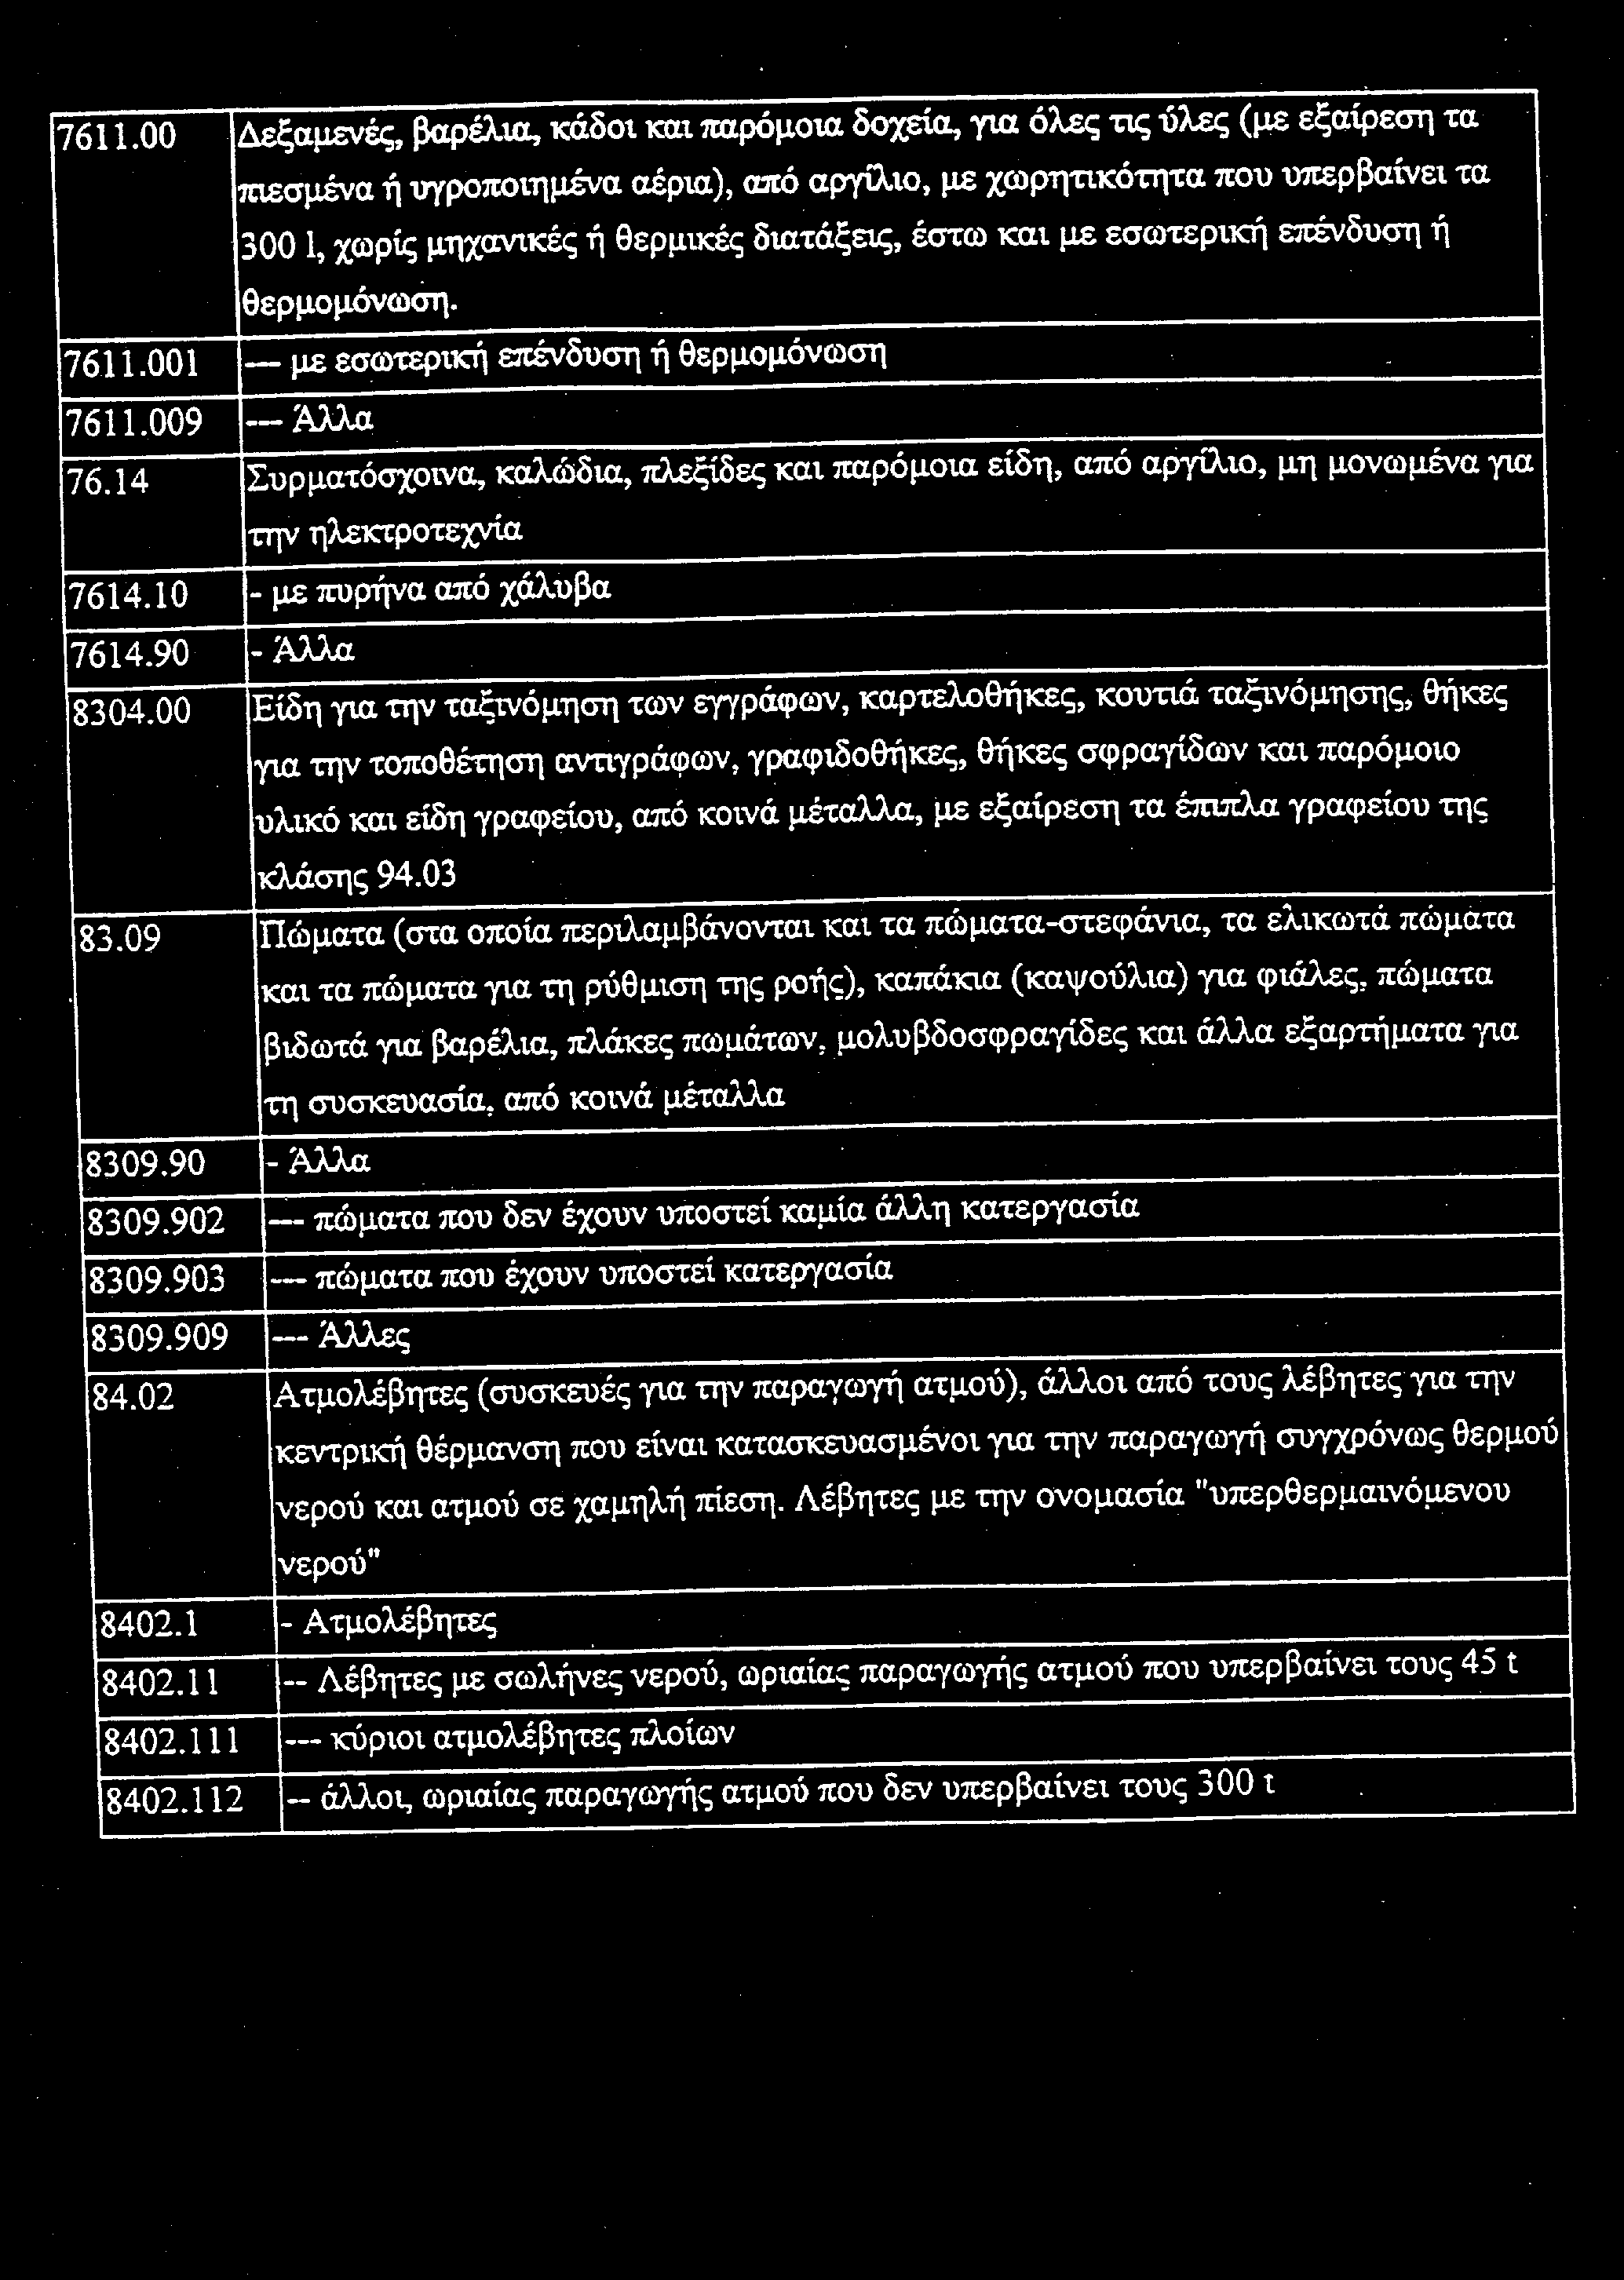 7611.00 Δεξαμενές, βαρέλια, κάδοι και παρόμοια δοχεία, για όλες τις ύλες (με εξαίρεση τα
πιεσμένα ή υγροποιημένα αέρια), από αργίλιο, με χωρητικότητα που υπερβαίνει τα
300 l, χωρίς μηχανικές ή θερμικές διατάξεις, έστω και με εσωτερική επένδυση ή
θερμομόνωση.
7611.001 --- με εσωτερική επένδυση ή θερμομόνωση
7611.009 --- Άλλα
76.14 Συρματόσχοινα, καλώδια, πλεξίδες και παρόμοια είδη, από αργίλιο, μη μονωμένα για
την ηλεκτροτεχνία
7614.10 - με πυρήνα από χάλυβα
7614.90 - Άλλα
8304.00 Είδη για την ταξινόμηση των εγγράφων, καρτελοθήκες, κουτιά ταξινόμησης, θήκες
για την τοποθέτηση αντιγράφων, γραφιδοθήκες, θήκες σφραγίδων και παρόμοιο
υλικό και είδη γραφείου, από κοινά μέταλλα, με εξαίρεση τα έπιπλα γραφείου της
κλάσης 94.03
83.09 Πώματα (στα οποία περιλαμβάνονται και τα πώματα-στεφάνια, τα ελικωτά πώματα
και τα πώματα για τη ρύθμιση της ροής), καπάκια (καψούλια) για φιάλες, πώματα
βιδωτά για βαρέλια, πλάκες πωμάτων, μολυβδοσφραγίδες και άλλα εξαρτήματα για
τη συσκευασία, από κοινά μέταλλα
8309.90 - Άλλα
8309.902 --- πώματα που δεν έχουν υποστεί καμία άλλη κατεργασία
8309.903 --- πώματα που έχουν υποστεί κατεργασία
8309.909 --- Άλλες
84.02 Ατμολέβητες (συσκευές για την παραγωγή ατμού), άλλοι από τους λέβητες για την
κεντρική θέρμανση που είναι κατασκευασμένοι για την παραγωγή συγχρόνως θερμού
νερού και ατμού σε χαμηλή πίεση. Λέβητες με την ονομασία "υπερθερμαινόμενου
νερού"
8402.1 - Ατμολέβητες
8402.11 -- Λέβητες με σωλήνες νερού, ωριαίας παραγωγής ατμού που υπερβαίνει τους 45 t
8402.111 --- κύριοι ατμολέβητες πλοίων
8402.112 -- άλλοι, ωριαίας παραγωγής ατμού που δεν υπερβαίνει τους 300 t